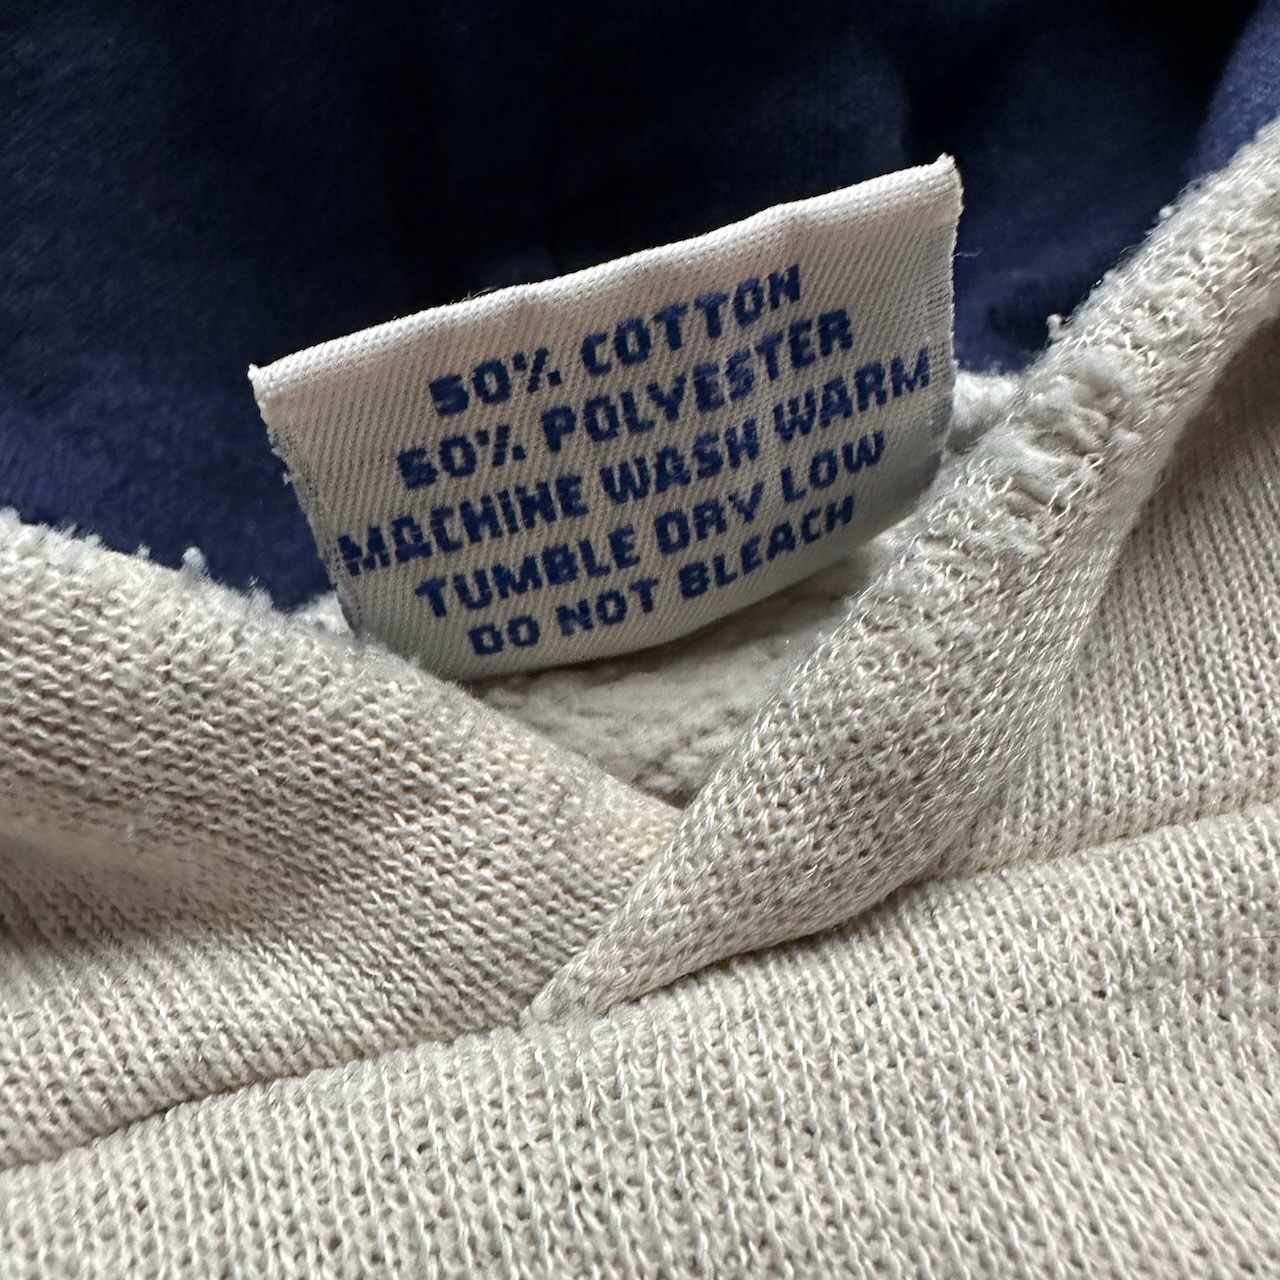 50% COTTON
50% POLYESTER
MACHINE WASH WARM
TUMBLE DRY LOW
DO NOT BLEACH